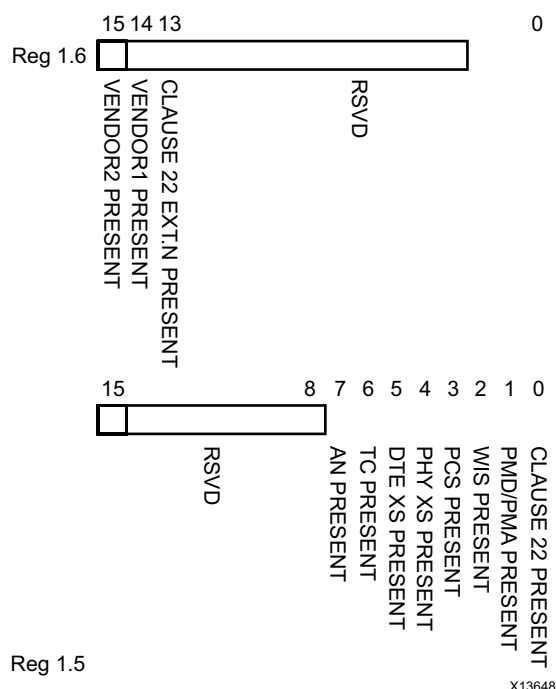 15 14 13 0
Reg 1.6
VENDOR2 PRESENT
VENDOR1 PRESENT
CLAUSE 22 EXT.N PRESENT
RSVD
15 8 7 6 5 4 3 2 1 0
RSVD
AN PRESENT
TC PRESENT
DTE XS PRESENT
PHY XS PRESENT
PCS PRESENT
WIS PRESENT
PMD/PMA PRESENT
CLAUSE 22 PRESENT
Reg 1.5
X13648